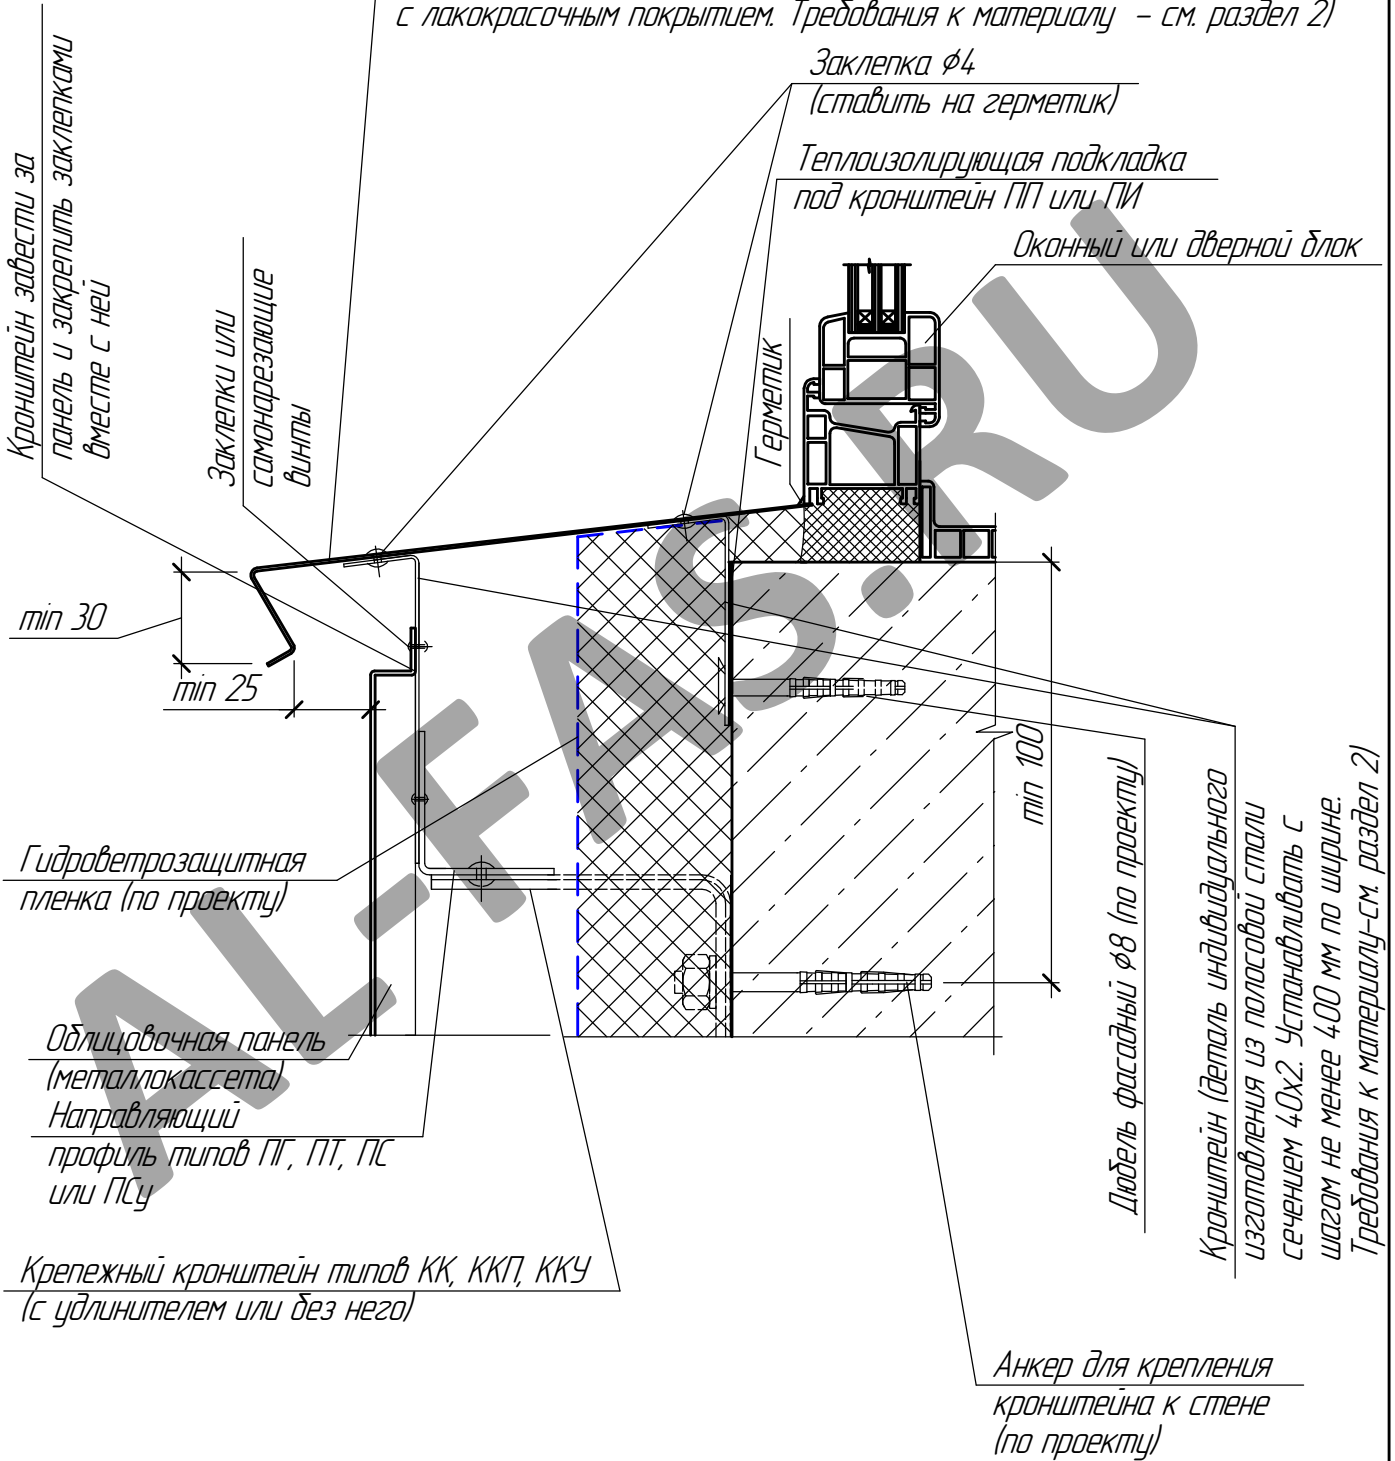 с лакокрасочным покрытием. Требования к материалу – см. раздел 2)
Заклепка ϕ4
(ставить на герметик)
Теплоизолирующая подкладка
под кронштейн ПП или ПИ
Оконный или дверной блок
Кронштейн завести за
панель и закрепить заклепками
вместе с ней
Заклепки или
самонарезающие
винты
Герметик
min 30
min 25
min 100
Гидроветрозащитная
пленка (по проекту)
Облицовочная панель
(металлокассета)
Направляющий
профиль типов ПГ, ПТ, ПС
или ПСу
Крепежный кронштейн типов КК, ККП, ККУ
(с удлинителем или без него)
Дюбель фасадный ϕ8 (по проекту)
Кронштейн (деталь индивидуального
изготовления из полосовой стали
сечением 40х2. Устанавливать с
шагом не менее 400 мм по ширине.
Требования к материалу-см. раздел 2)
Анкер для крепления
кронштейна к стене
(по проекту)
AL-FAS.RU